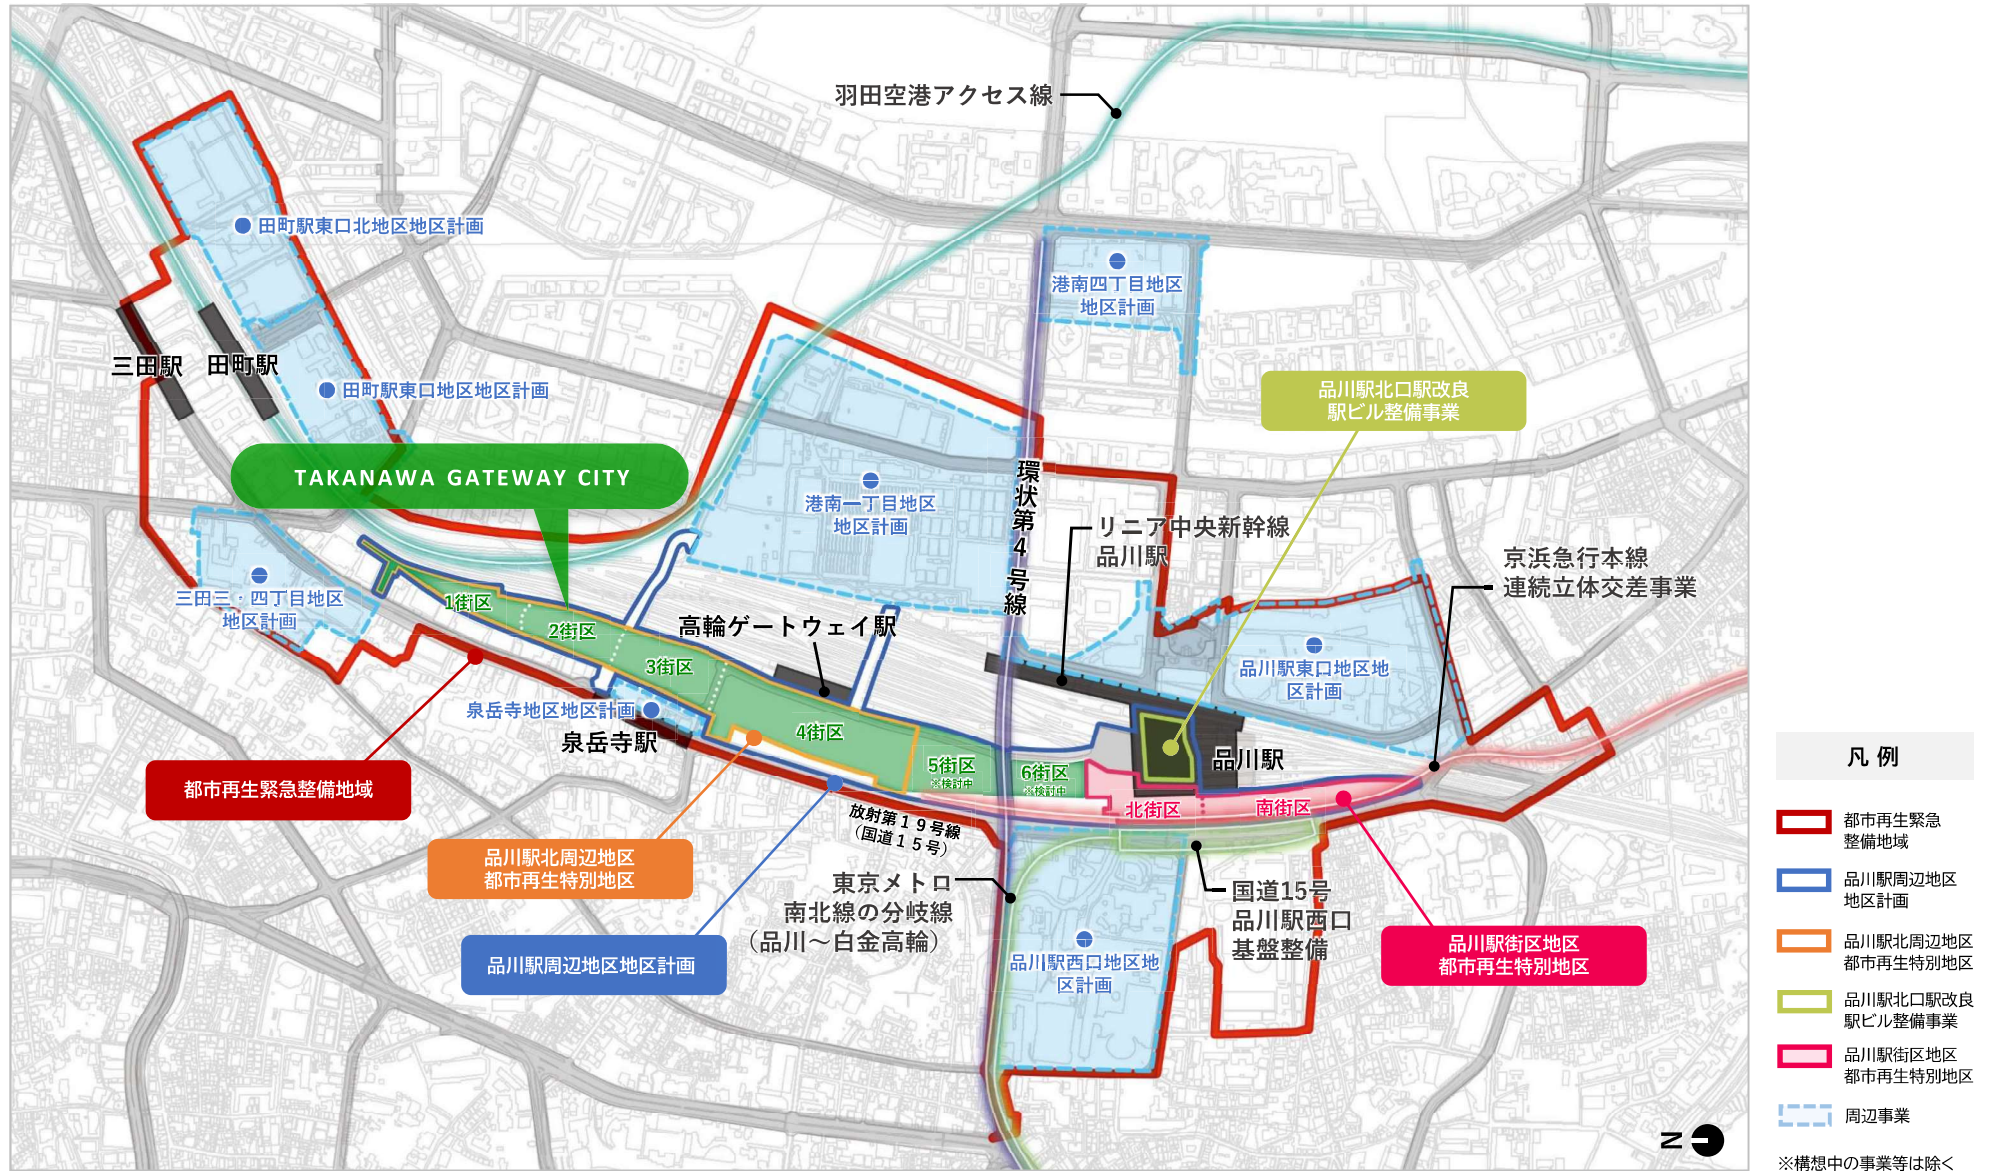 羽田空港アクセス線
田町駅東口北地区地区計画
港南四丁目地区
地区計画
三田駅
田町駅
田町駅東口地区地区計画
品川駅北口駅改良
駅ビル整備事業
TAKANAWA GATEWAY CITY
港南一丁目地区
地区計画
環状第4号線
リニア中央新幹線
品川駅
京浜急行本線
連続立体交差事業
三田三・四丁目地区
地区計画
1街区
2街区
3街区
高輪ゲートウェイ駅
品川駅東口地区地
区計画
泉岳寺地区地区計画
泉岳寺駅
4街区
5街区
※検討中
6街区
※検討中
品川駅
北街区
南街区
都市再生緊急整備地域
放射第19号線
(国道15号)
品川駅北周辺地区
都市再生特別地区
東京メトロ
南北線の分岐線
(品川~白金高輪)
国道15号
品川駅西口
基盤整備
品川駅周辺地区地区計画
品川駅西口地区地
区計画
品川駅街区地区
都市再生特別地区
凡例
都市再生緊急
整備地域
品川駅周辺地区
地区計画
品川駅北周辺地区
都市再生特別地区
品川駅北口駅改良
駅ビル整備事業
品川駅街区地区
都市再生特別地区
周辺事業
※構想中の事業等は除く
N